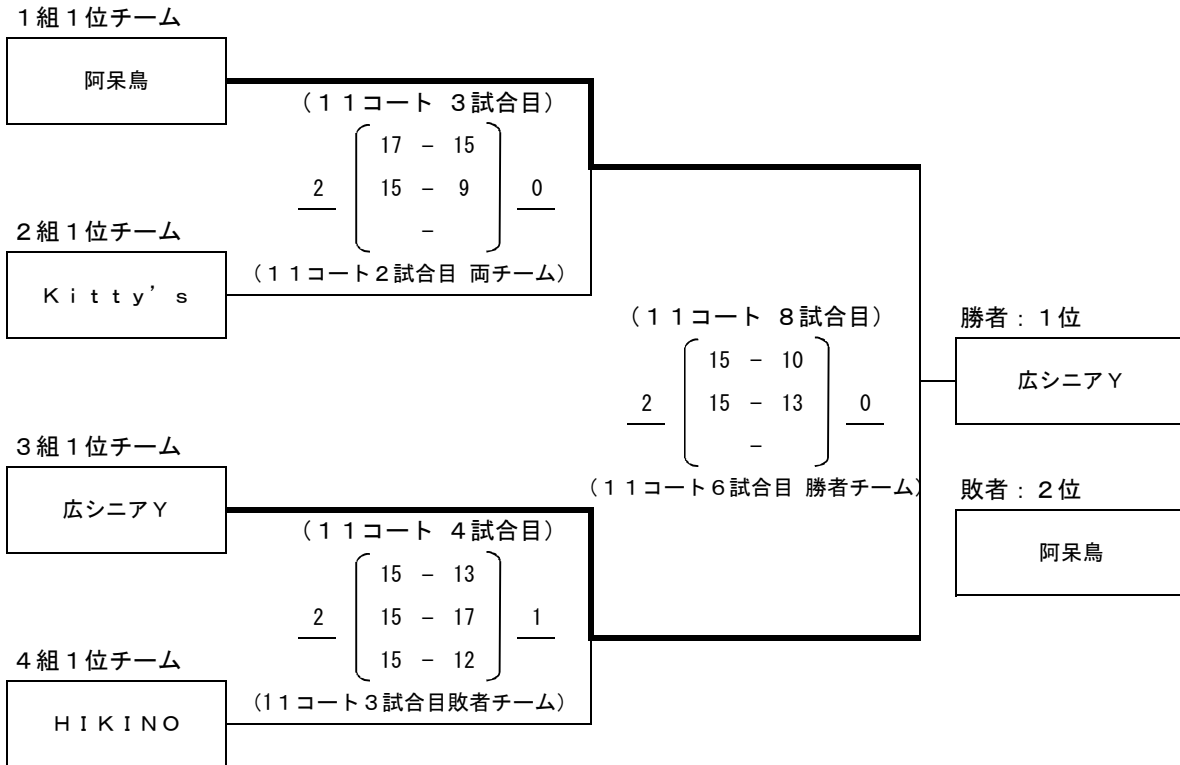 １組１位チーム
阿呆鳥
（１１コート　３試合目）
17 － 15
2　15 － 9　0
－
（１１コート２試合目 両チーム）
２組１位チーム
Ｋｉｔｔｙ’ｓ
３組１位チーム
広シニアＹ
（１１コート　４試合目）
15 － 13
2　15 － 17　1
15 － 12
（１１コート３試合目敗者チーム）
４組１位チーム
ＨＩＫＩＮＯ
（１１コート　８試合目）
15 － 10
2　15 － 13　0
－
（１１コート６試合目 勝者チーム）
勝者：１位
広シニアＹ
敗者：２位
阿呆鳥